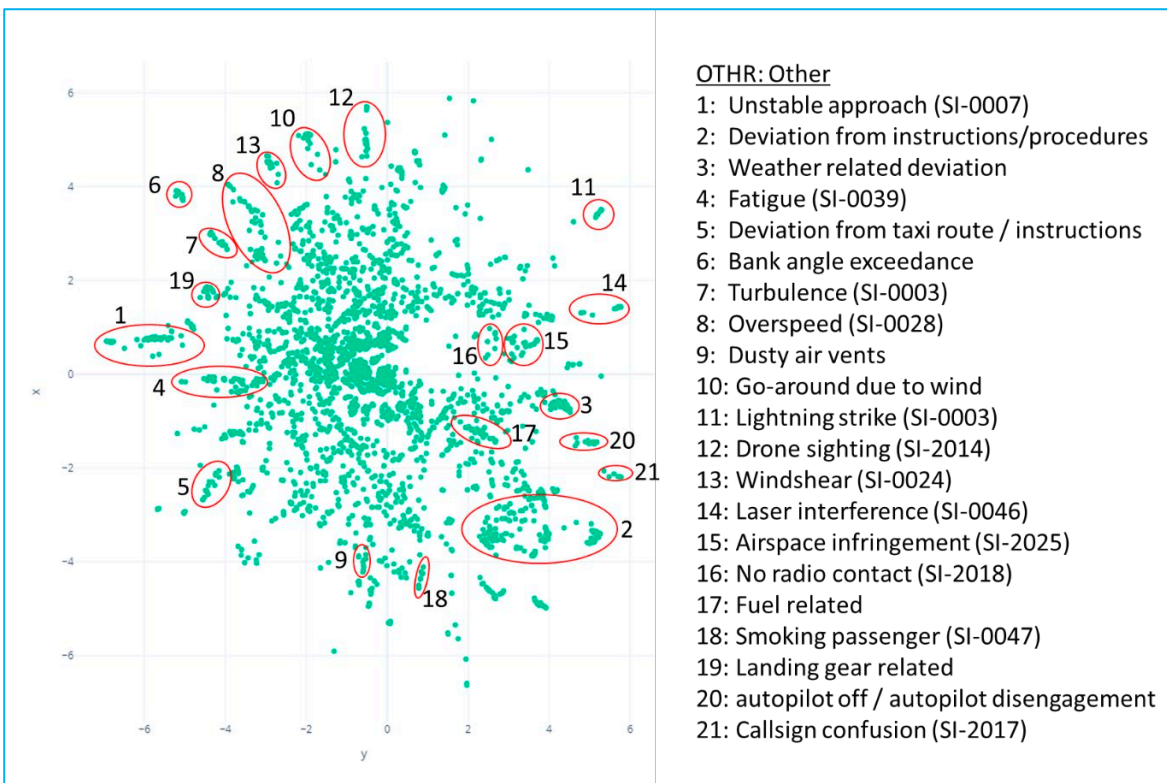 OTHR: Other
1: Unstable approach (SI-0007)
2: Deviation from instructions/procedures
3: Weather related deviation
4: Fatigue (SI-0039)
5: Deviation from taxi route / instructions
6: Bank angle exceedance
7: Turbulence (SI-0003)
8: Overspeed (SI-0028)
9: Dusty air vents
10: Go-around due to wind
11: Lightning strike (SI-0003)
12: Drone sighting (SI-2014)
13: Windshear (SI-0024)
14: Laser interference (SI-0046)
15: Airspace infringement (SI-2025)
16: No radio contact (SI-2018)
17: Fuel related
18: Smoking passenger (SI-0047)
19: Landing gear related
20: autopilot off / autopilot disengagement
21: Callsign confusion (SI-2017)
6
4
2
0
−2
−4
−6
x
−6
−4
−2
0
2
4
6
y
12
10
13
8
6
11
7
19
14
1
16
15
4
3
17
20
21
5
2
9
18